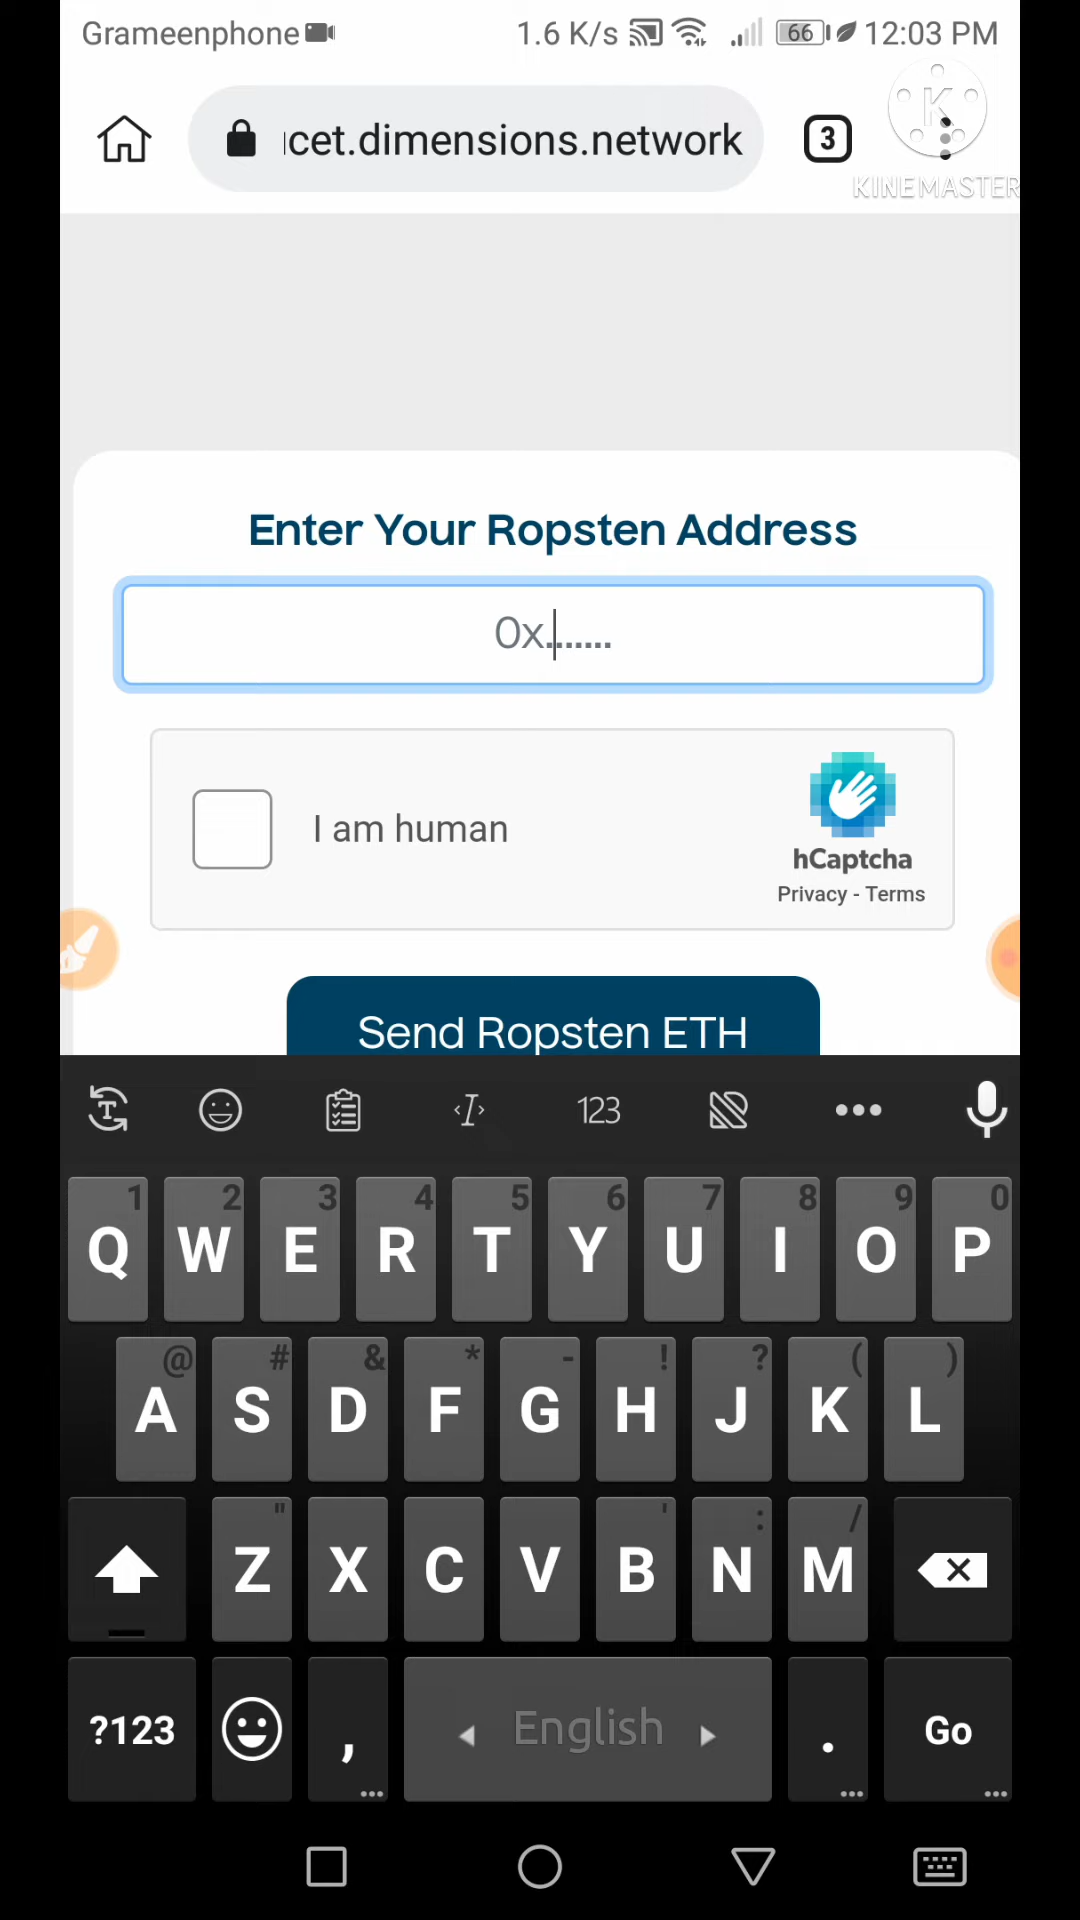 Grameenphone 1.6 K/s 66 12:03 PM
cet.dimensions.network 3 K
KINEMASTER
Enter Your Ropsten Address
0x.......
I am human
hCaptcha
Privacy - Terms
Send Ropsten ETH
T I 123 •••
1 2 3 4 5 6 7 8 9 0
Q W E R T Y U I O P
@ # & * - ! ? ( )
A S D F G H J K L
" ' : /
Z X C V B N M
?123 , English . Go